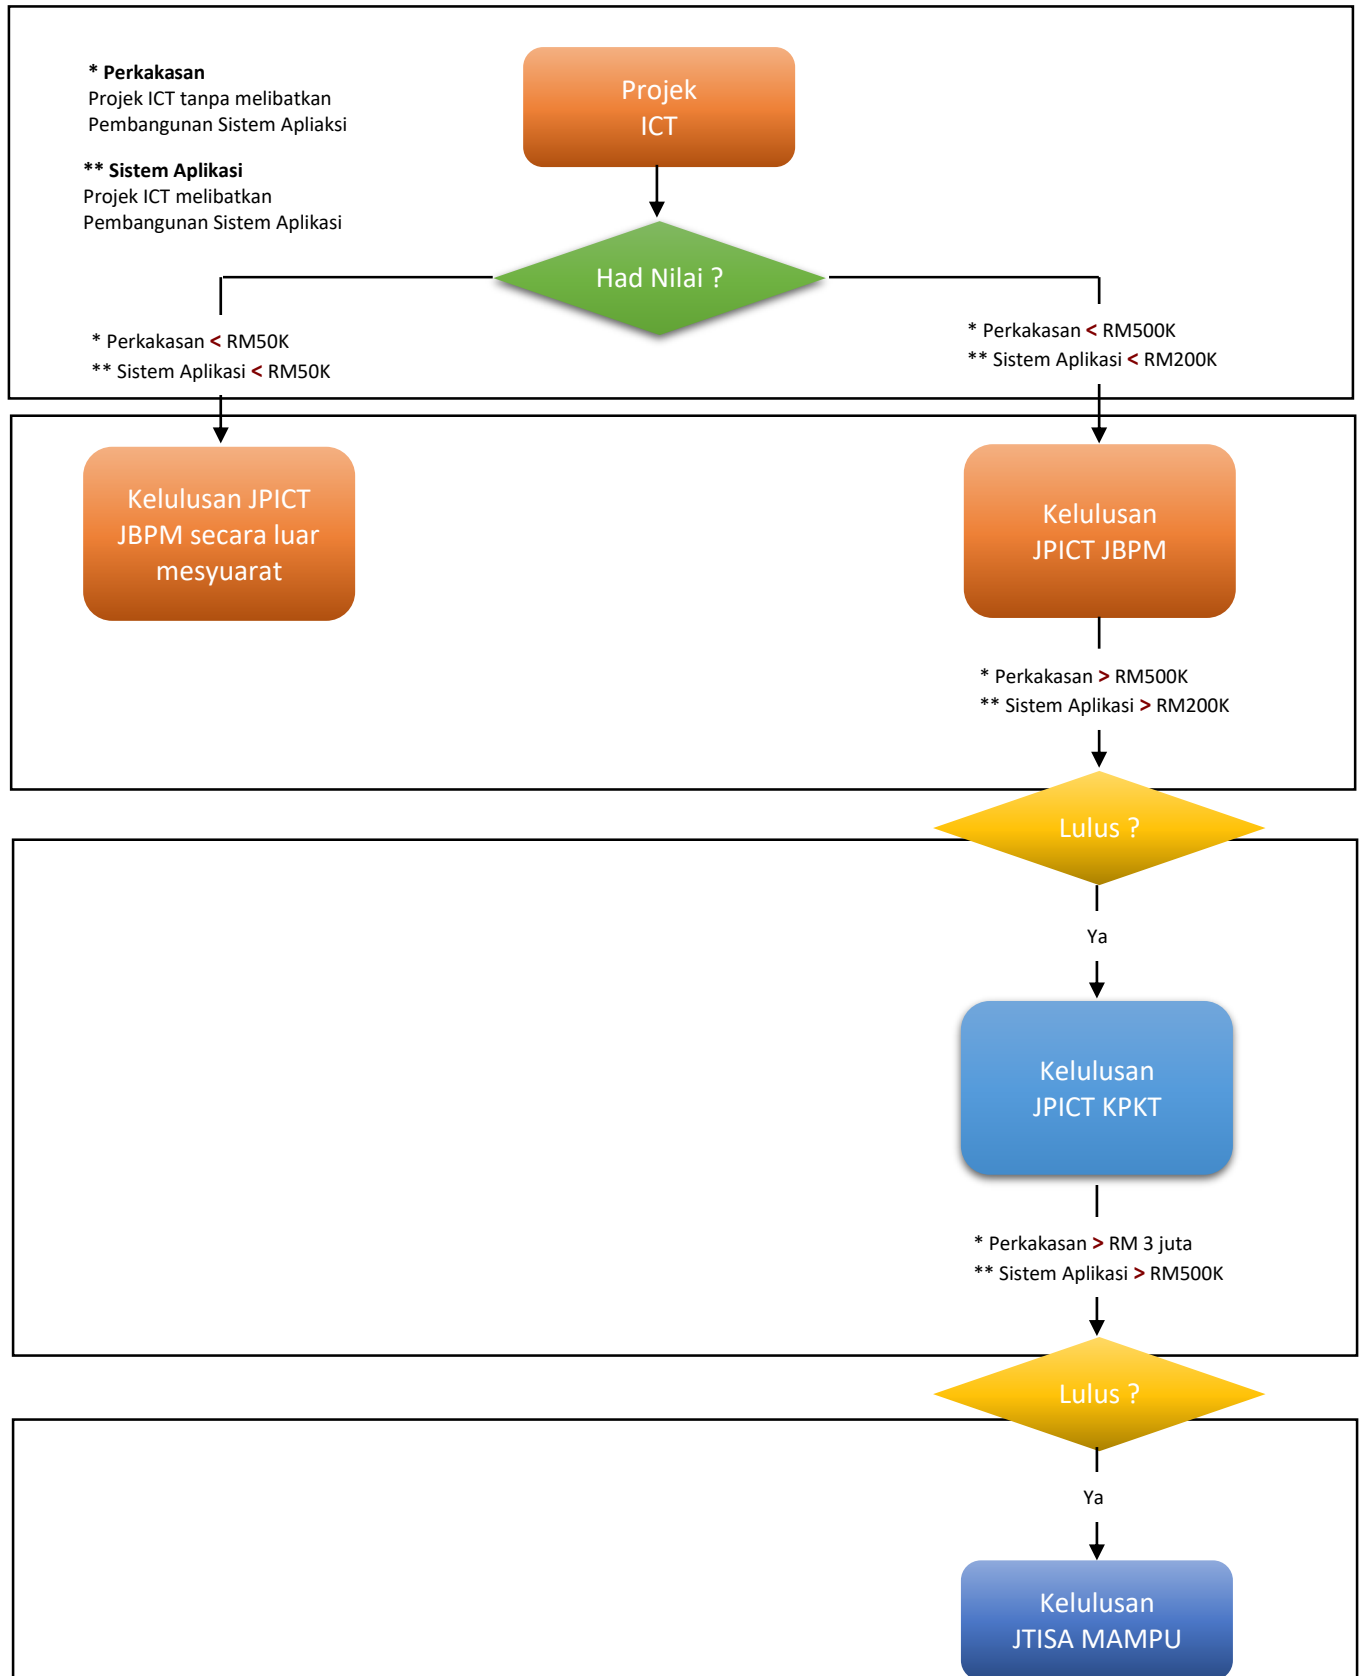 * Perkakasan
Projek ICT tanpa melibatkan
Pembangunan Sistem Apliaksi
** Sistem Aplikasi
Projek ICT melibatkan
Pembangunan Sistem Aplikasi
Projek
ICT
Had Nilai ?
* Perkakasan < RM50K
** Sistem Aplikasi < RM50K
* Perkakasan < RM500K
** Sistem Aplikasi < RM200K
Kelulusan JPICT
JBPM secara luar
mesyuarat
Kelulusan
JPICT JBPM
* Perkakasan > RM500K
** Sistem Aplikasi > RM200K
Lulus ?
Ya
Kelulusan
JPICT KPKT
* Perkakasan > RM 3 juta
** Sistem Aplikasi > RM500K
Lulus ?
Ya
Kelulusan
JTISA MAMPU